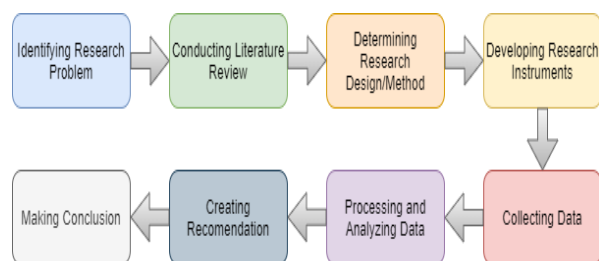 Identifying Research
Problem
Conducting Literature
Review
Determining
Research
Design/Method
Developing Research
Instruments
Collecting Data
Processing and
Analyzing Data
Creating
Recomendation
Making Conclusion